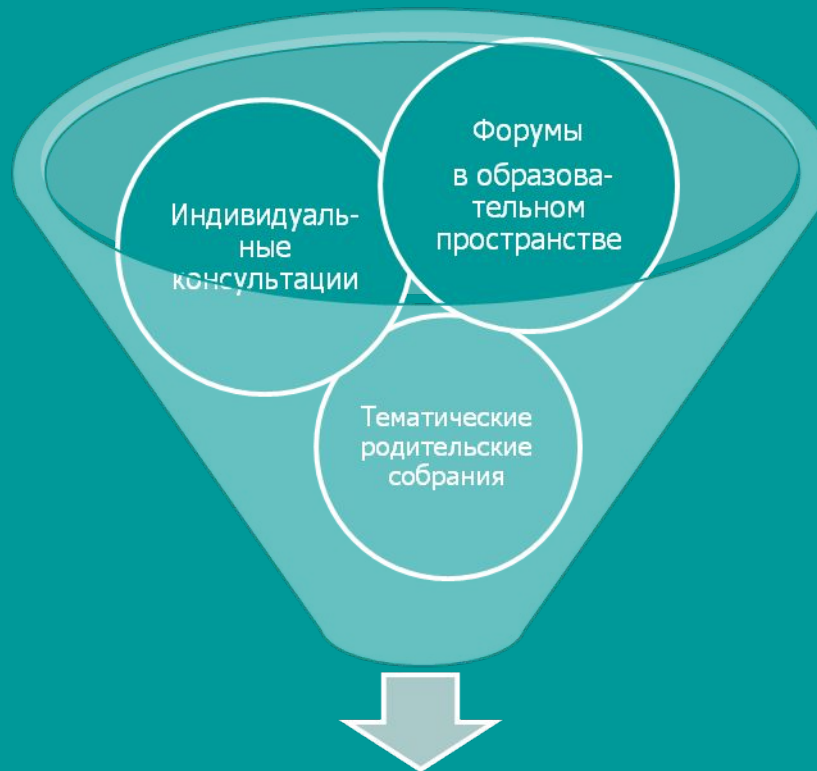 Форумы
в образова-
тельном
пространстве
Индивидуаль-
ные
консультации
Тематические
родительские
собрания